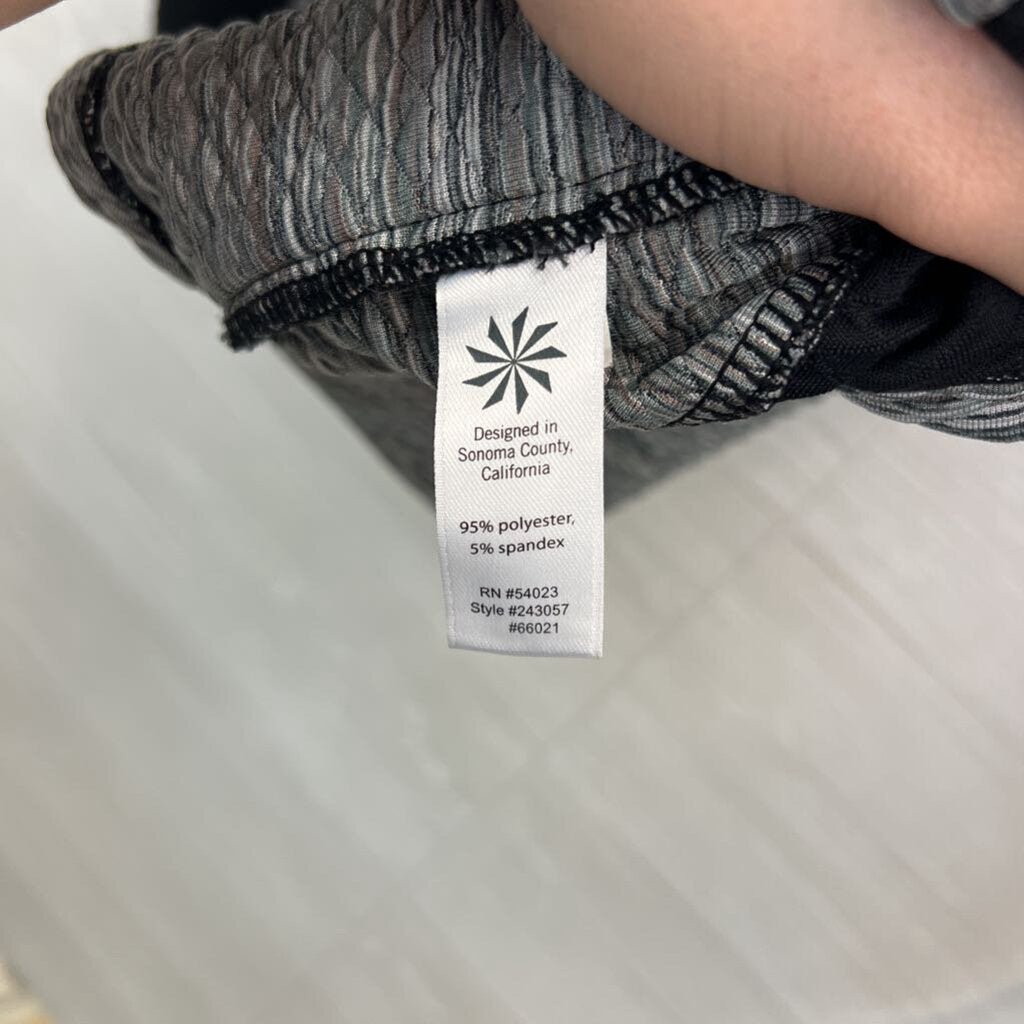 Designed in
Sonoma County,
California
95% polyester,
5% spandex
RN #54023
Style #243057
#66021